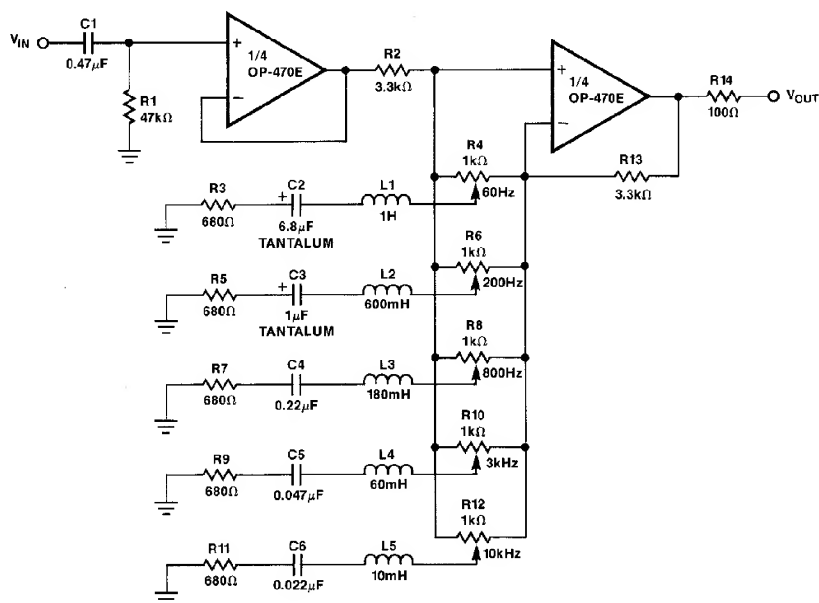 C1
V_IN
0.47μF
R1
47kΩ
+
1/4
OP-470E
−
R2
3.3kΩ
+
1/4
OP-470E
−
R14
100Ω
V_OUT
R13
3.3kΩ
R4
1kΩ
60Hz
R3
680Ω
+
C2
6.8μF
TANTALUM
L1
1H
R6
1kΩ
200Hz
R5
680Ω
+
C3
1μF
TANTALUM
L2
600mH
R8
1kΩ
800Hz
R7
680Ω
C4
0.22μF
L3
180mH
R10
1kΩ
3kHz
R9
680Ω
C5
0.047μF
L4
60mH
R12
1kΩ
10kHz
R11
680Ω
C6
0.022μF
L5
10mH